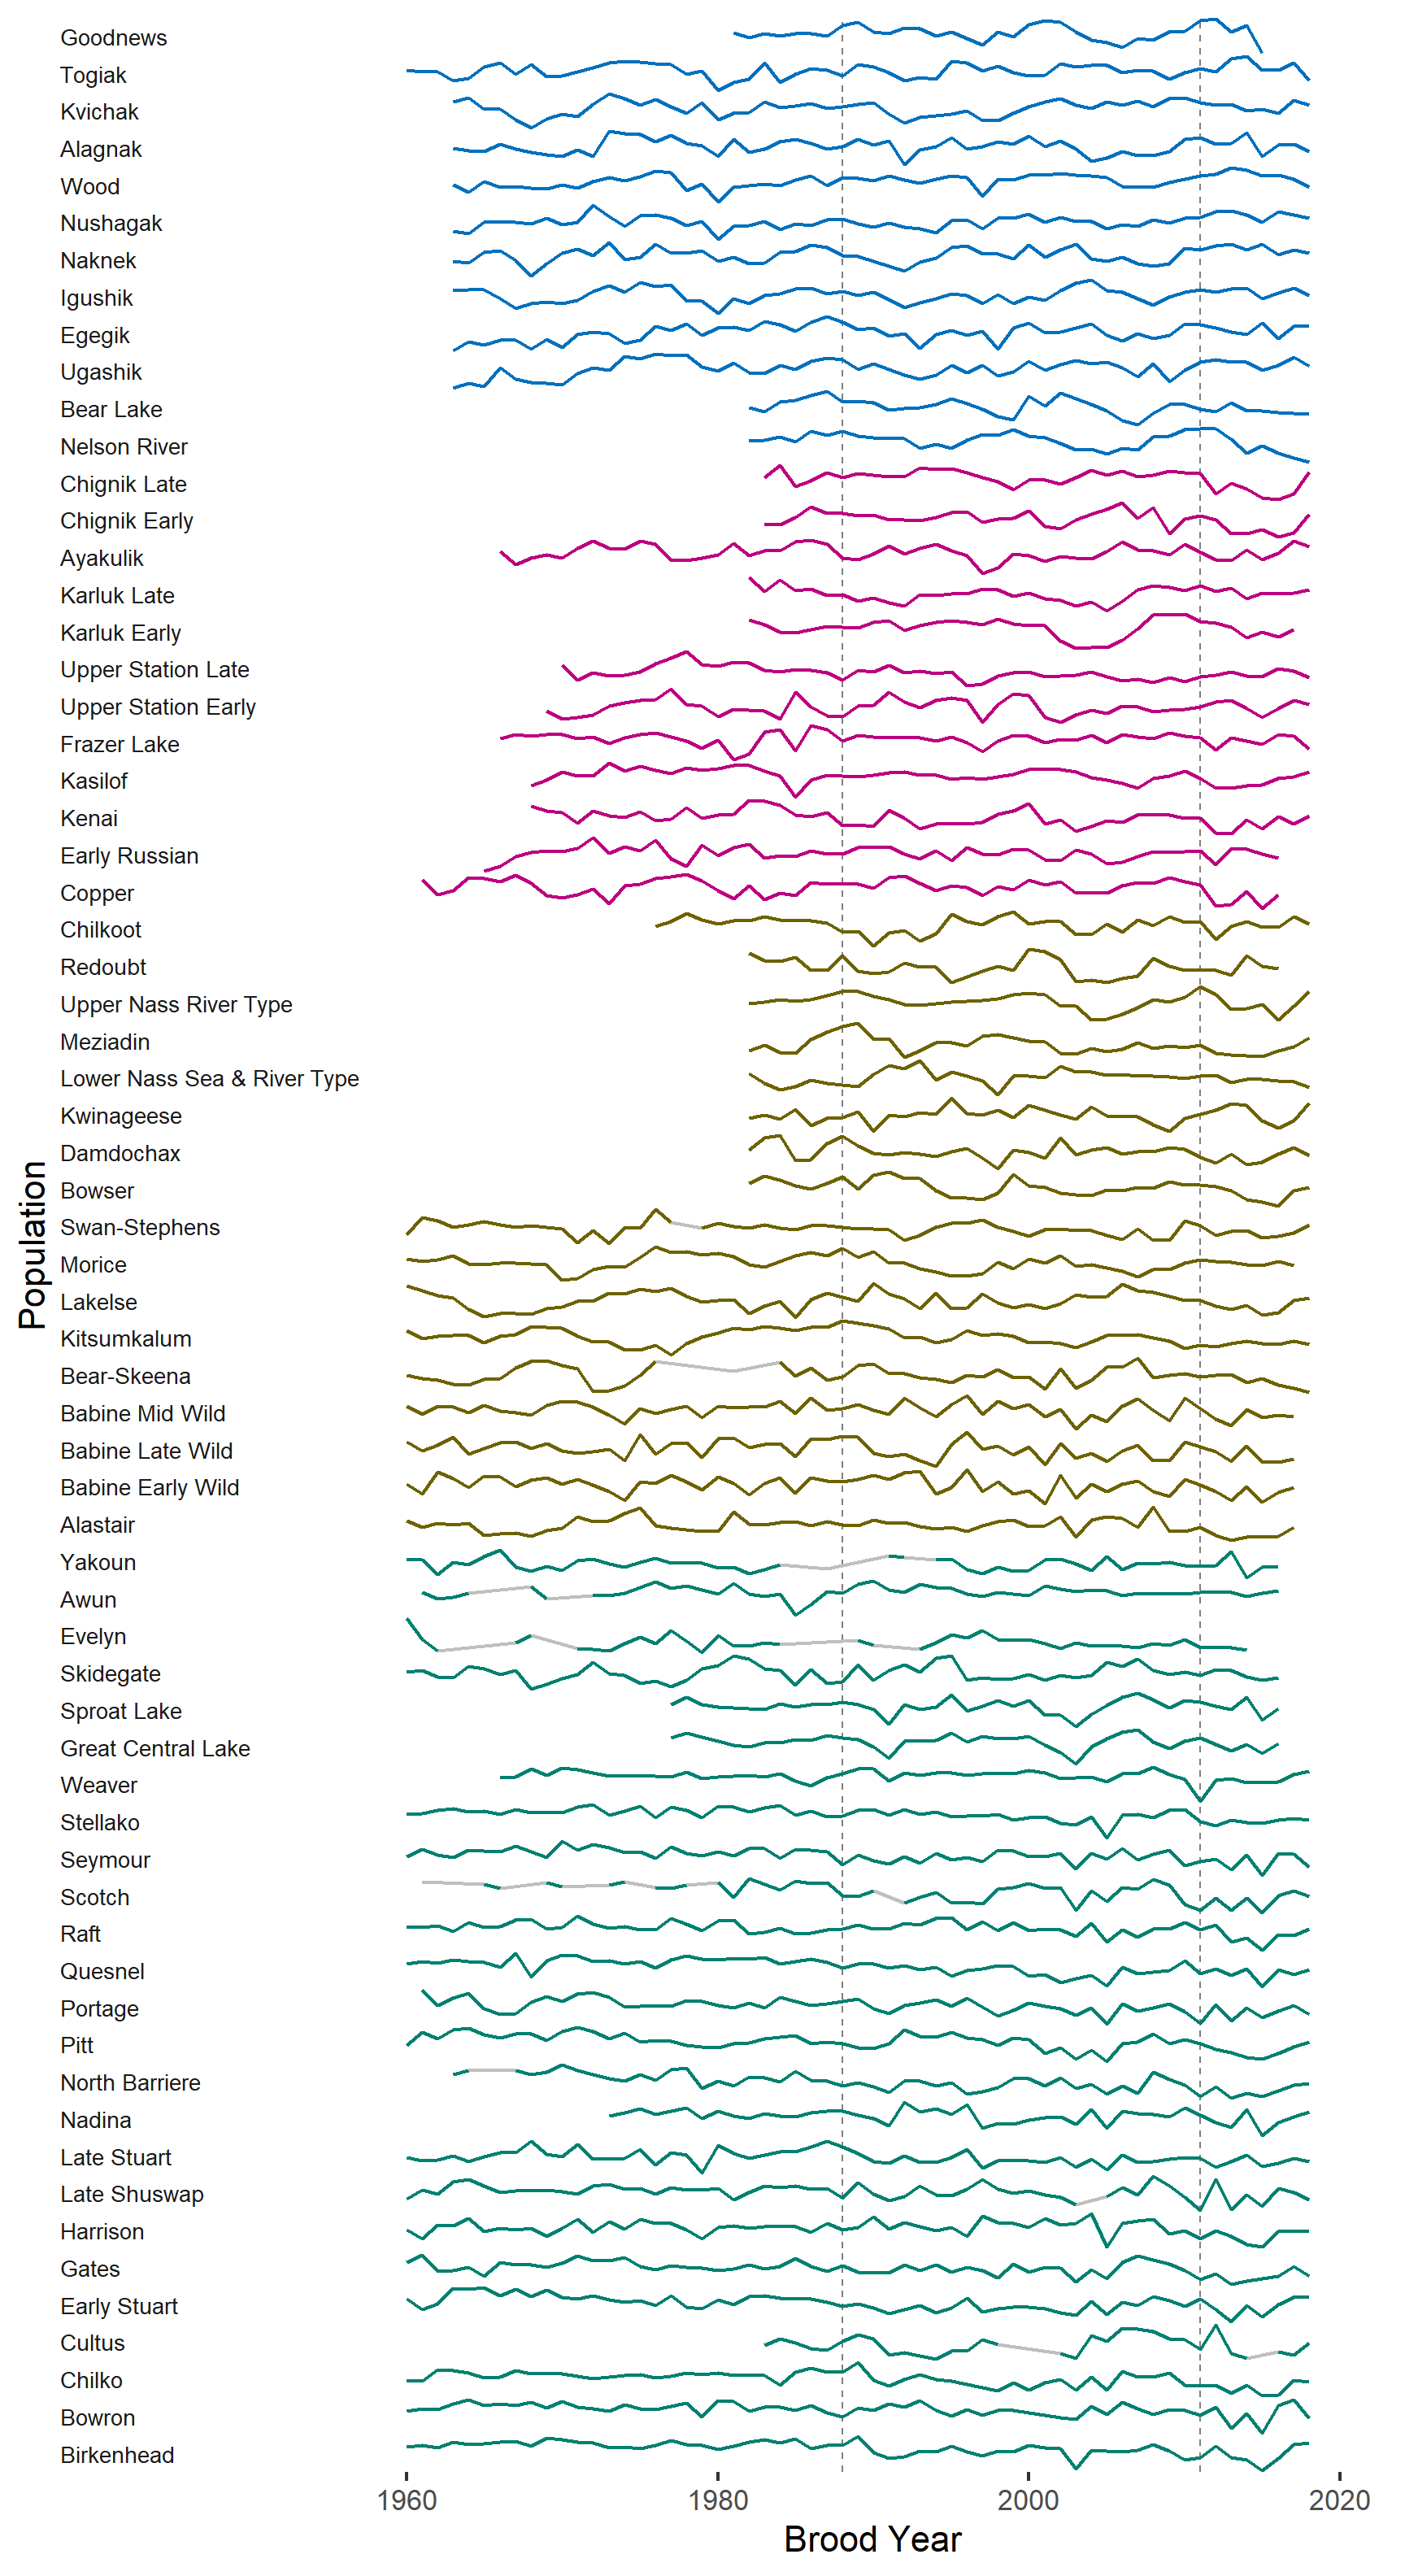 Goodnews
Togiak
Kvichak
Alagnak
Wood
Nushagak
Naknek
Igushik
Egegik
Ugashik
Bear Lake
Nelson River
Chignik Late
Chignik Early
Ayakulik
Karluk Late
Karluk Early
Upper Station Late
Upper Station Early
Frazer Lake
Kasilof
Kenai
Early Russian
Copper
Chilkoot
Redoubt
Upper Nass River Type
Meziadin
Lower Nass Sea & River Type
Kwinageese
Damdochax
Bowser
Swan-Stephens
Morice
Lakelse
Kitsumkalum
Bear-Skeena
Babine Mid Wild
Babine Late Wild
Babine Early Wild
Alastair
Yakoun
Awun
Evelyn
Skidegate
Sproat Lake
Great Central Lake
Weaver
Stellako
Seymour
Scotch
Raft
Quesnel
Portage
Pitt
North Barriere
Nadina
Late Stuart
Late Shuswap
Harrison
Gates
Early Stuart
Cultus
Chilko
Bowron
Birkenhead
Population
1960 1980 2000 2020
Brood Year